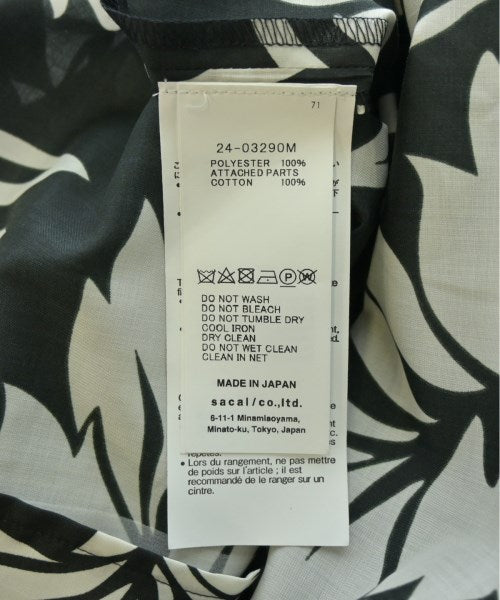 71
24-03290M
POLYESTER 100%
ATTACHED PARTS
COTTON 100%
DO NOT WASH
DO NOT BLEACH
DO NOT TUMBLE DRY
COOL IRON
DRY CLEAN
DO NOT WET CLEAN
CLEAN IN NET
MADE IN JAPAN
sacai/co.,ltd.
6-11-1 Minamiaoyama,
Minato-ku, Tokyo, Japan
répétés.
• Lors du rangement, ne pas mettre
de poids sur l'article ; il est
recommandé de le ranger sur un
cintre.